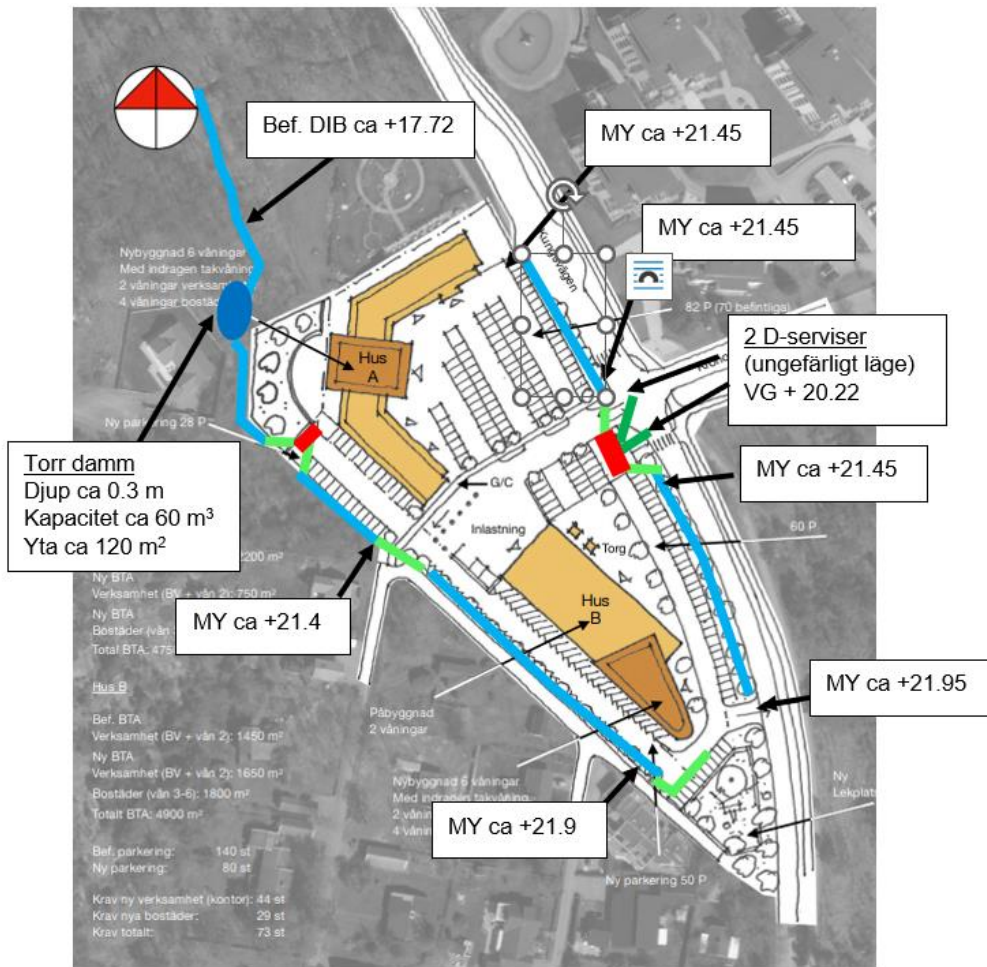 Bef. DIB ca +17.72
MY ca +21.45
Kungsvägen
MY ca +21.45
Nybyggnad 6 våningar
Med indragen takvåning
2 våningar
4 våningar
82 P (70 befintliga)
2 D-serviser
(ungefärligt läge)
VG + 20.22
Hus
A
Ny parkering 28 P
Torr damm
Djup ca 0.3 m
Kapacitet ca 60 m³
Yta ca 120 m²
G/C
MY ca +21.45
Inlastning
Torg
60 P
2200 m²
Ny BTA
Verksamhet (BV + vån 2): 750 m²
Ny BTA
Bostäder (vån
Total BTA:
MY ca +21.4
Hus
B
Hus B
Bef. BTA
Verksamhet (BV + vån 2): 1450 m²
Ny BTA
Verksamhet (BV + vån 2): 1650 m²
Bostäder (vån 3-6): 1800 m²
Totalt BTA: 4900 m²
Påbyggnad
2 våningar
MY ca +21.95
Nybyggnad 6 våningar
Med indragen takvåning
2
4
MY ca +21.9
Ny
Lekplats
Bef. parkering: 140 st
Ny parkering: 80 st
Ny parkering 50 P
Krav ny verksamhet (kontor): 44 st
Krav nya bostäder: 29 st
Krav totalt: 73 st